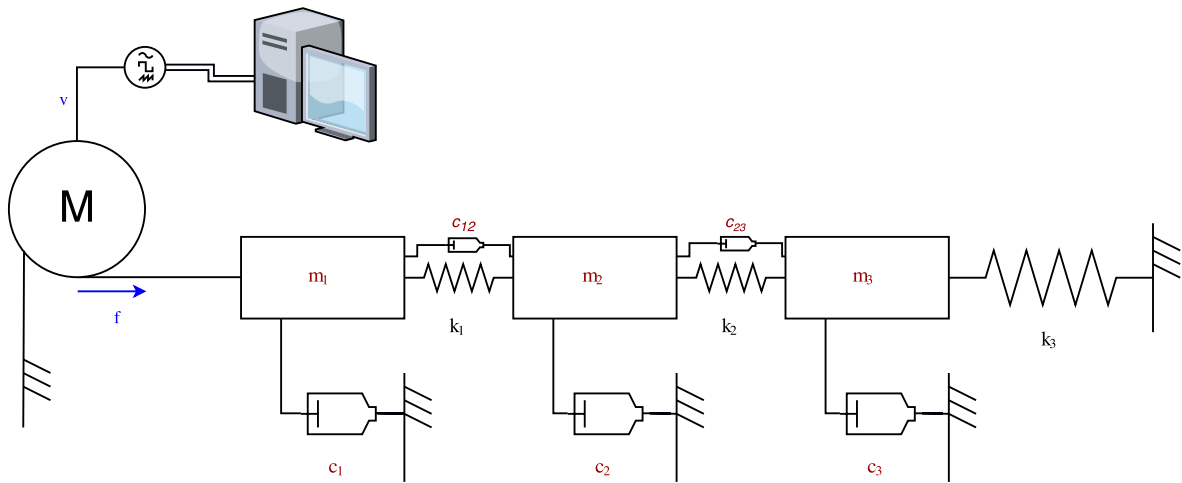 v
M
c₁₂
c₂₃
m₁
m₂
m₃
f
k₁
k₂
k₃
c₁
c₂
c₃